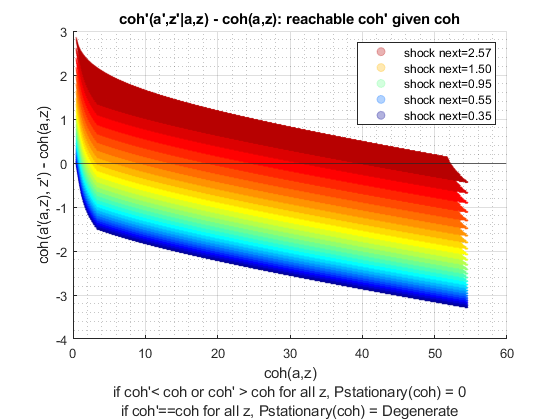 coh'(a',z'|a,z) - coh(a,z): reachable coh' given coh
3
2
1
0
-1
-2
-3
-4
coh(a'(a,z), z') - coh(a,z)
shock next=2.57
shock next=1.50
shock next=0.95
shock next=0.55
shock next=0.35
0 10 20 30 40 50 60
coh(a,z)
if coh'< coh or coh' > coh for all z, Pstationary(coh) = 0
if coh'==coh for all z, Pstationary(coh) = Degenerate